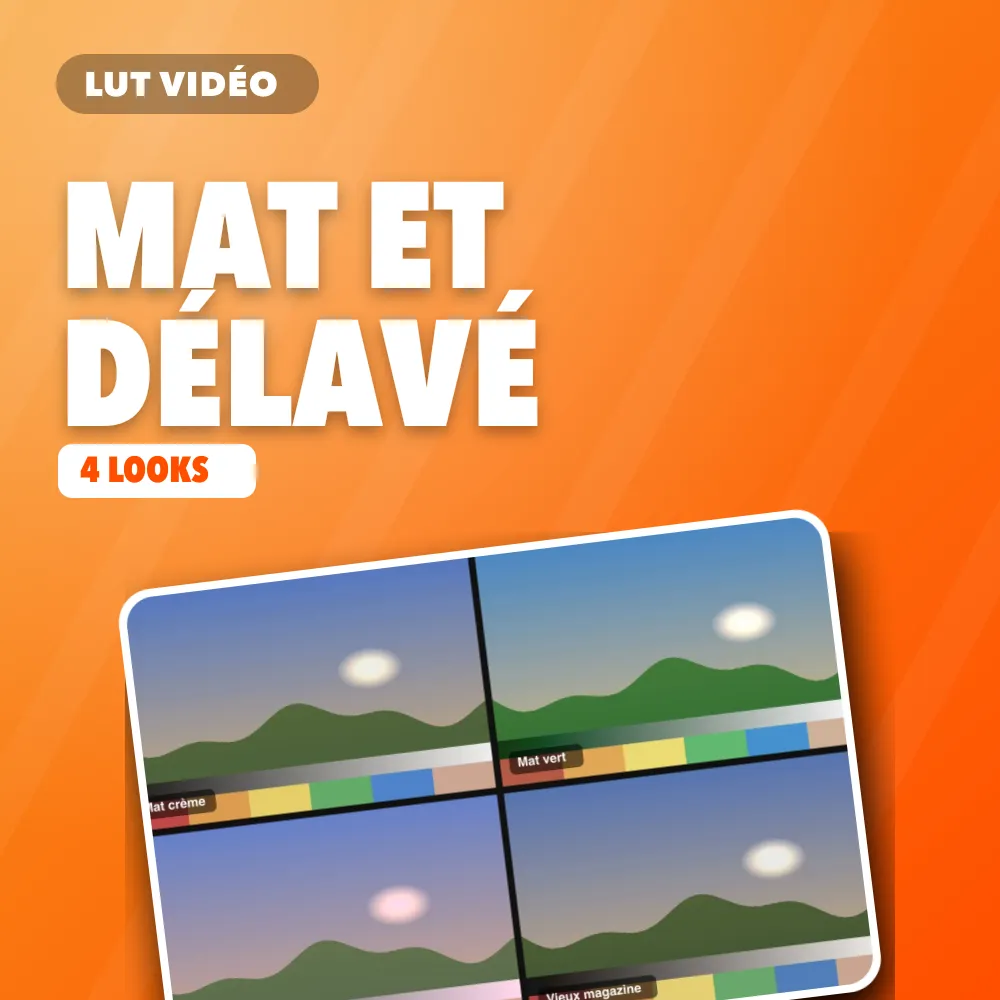 LUT VIDÉO
MAT ET
DÉLAVÉ
4 LOOKS
Mat crème
Mat vert
Vieux magazine